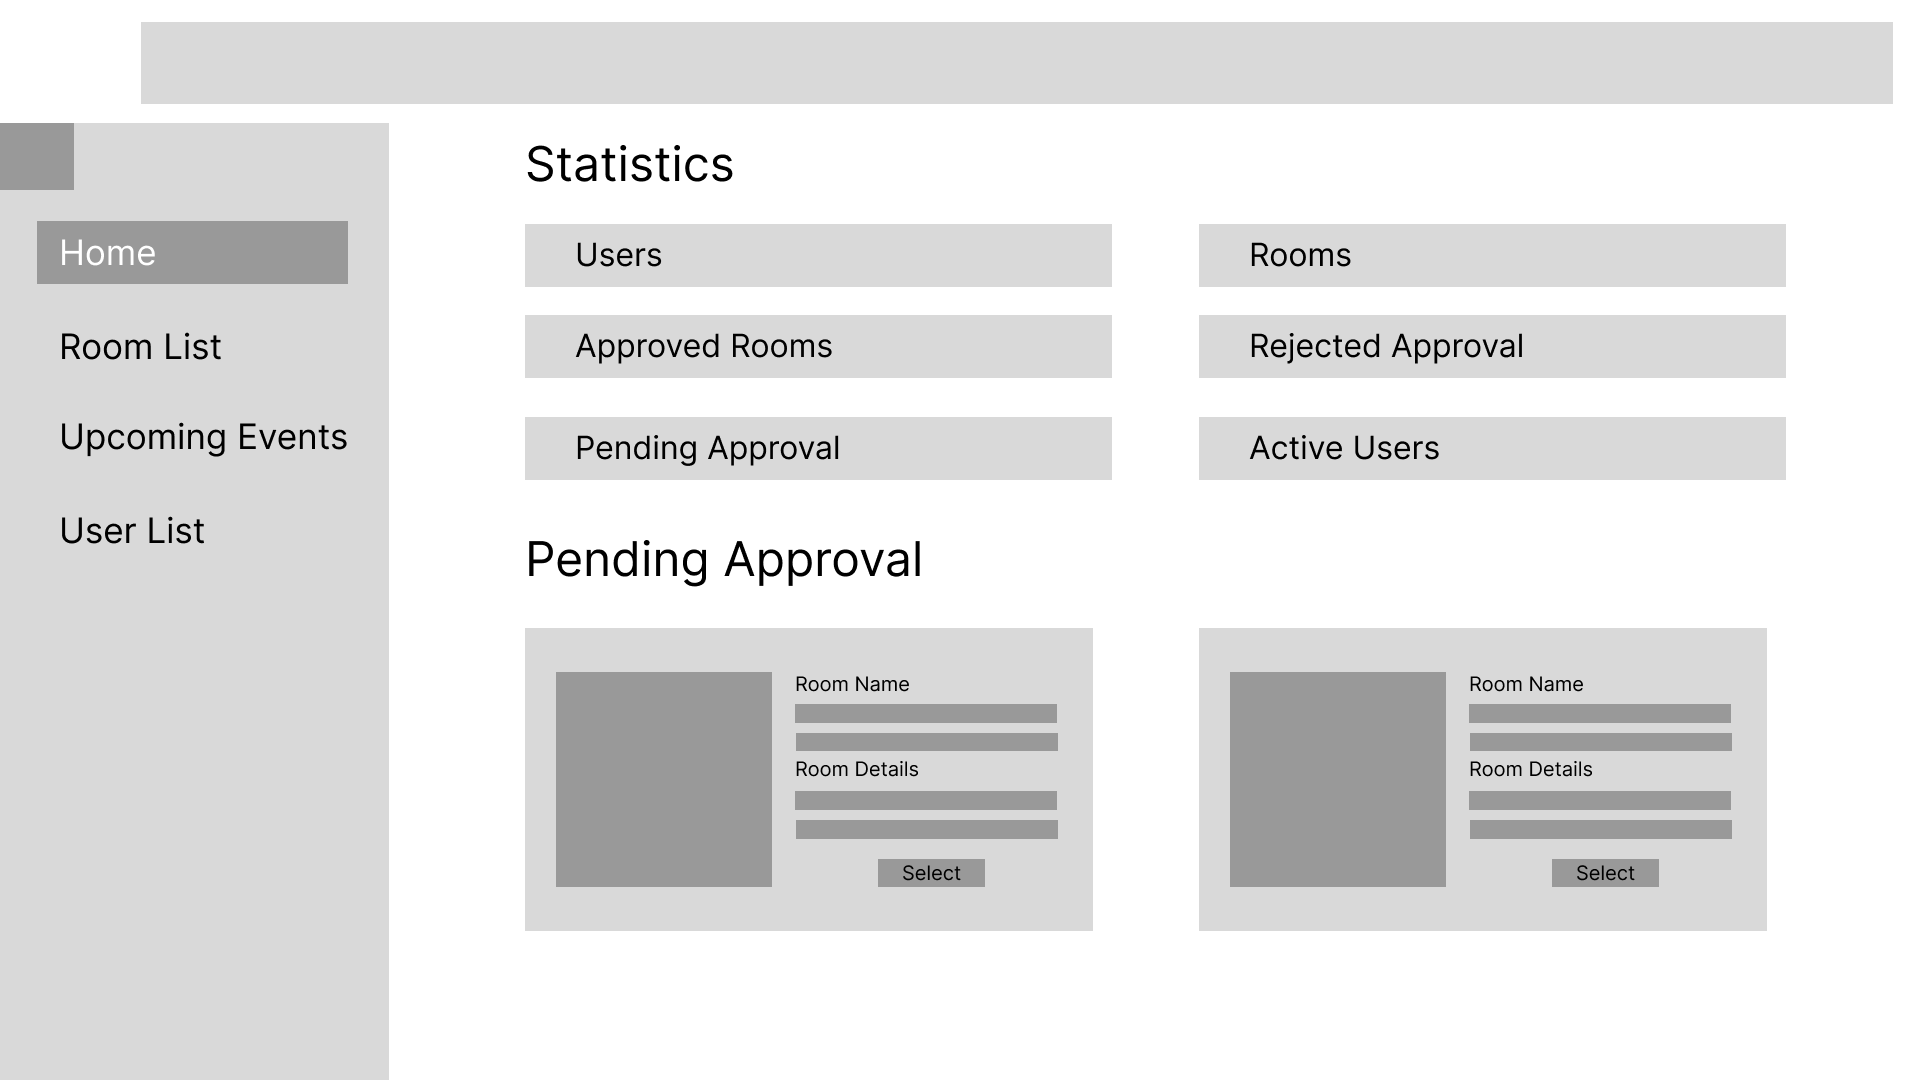 Home
Room List
Upcoming Events
User List
Statistics
Users
Rooms
Approved Rooms
Rejected Approval
Pending Approval
Active Users
Pending Approval
Room Name
Room Details
Select
Room Name
Room Details
Select